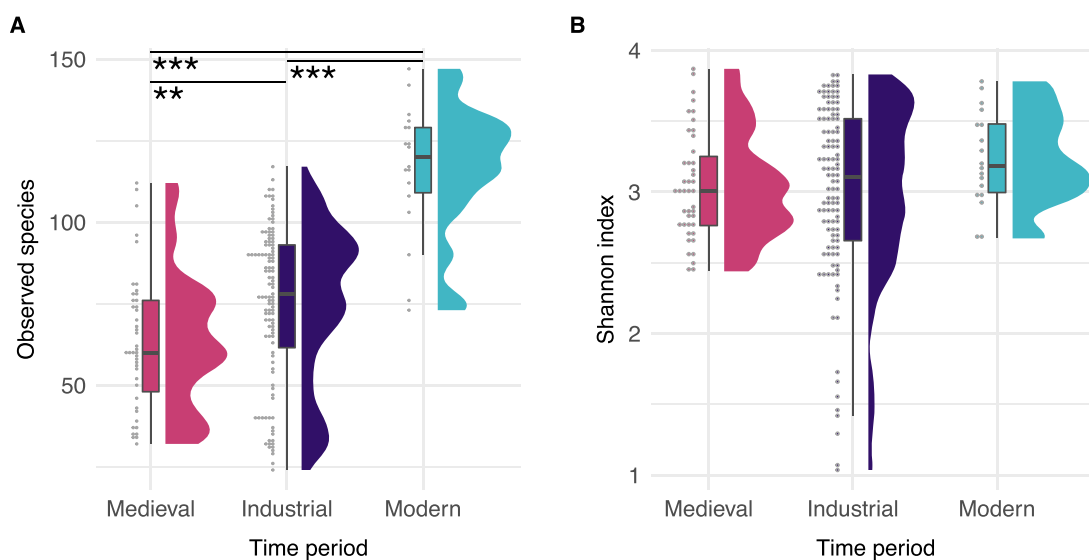 A
Observed species
150
100
50
***
**
***
Medieval Industrial Modern
Time period
B
Shannon index
4
3
2
1
Medieval Industrial Modern
Time period